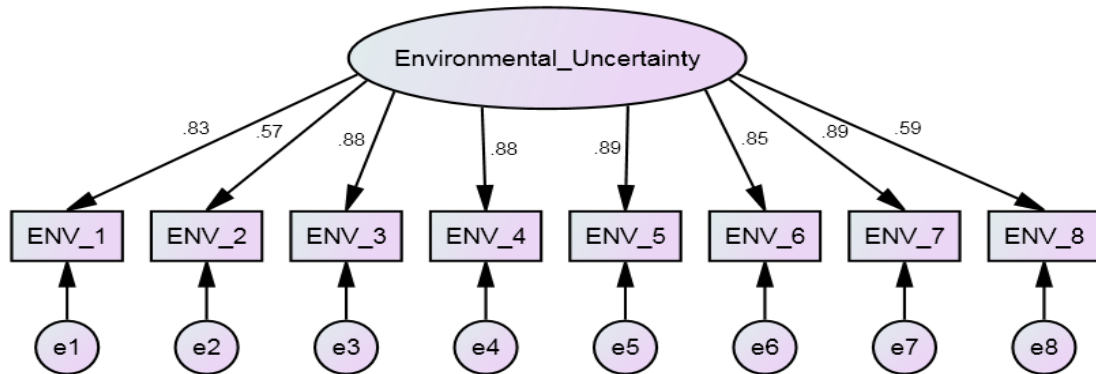 Environmental_Uncertainty
.83
.57
.88
.88
.89
.85
.89
.59
ENV_1
ENV_2
ENV_3
ENV_4
ENV_5
ENV_6
ENV_7
ENV_8
e1
e2
e3
e4
e5
e6
e7
e8